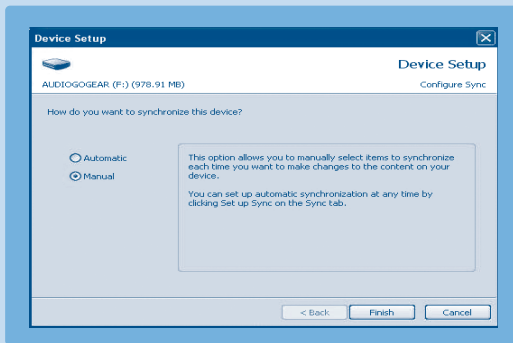 Device Setup
Device Setup
AUDIOGOGEAR (F:) (978.91 MB)
Configure Sync
How do you want to synchronize this device?
Automatic
Manual
This option allows you to manually select items to synchronize
each time you want to make changes to the content on your
device.
You can set up automatic synchronization at any time by
clicking Set up Sync on the Sync tab.
< Back
Finish
Cancel